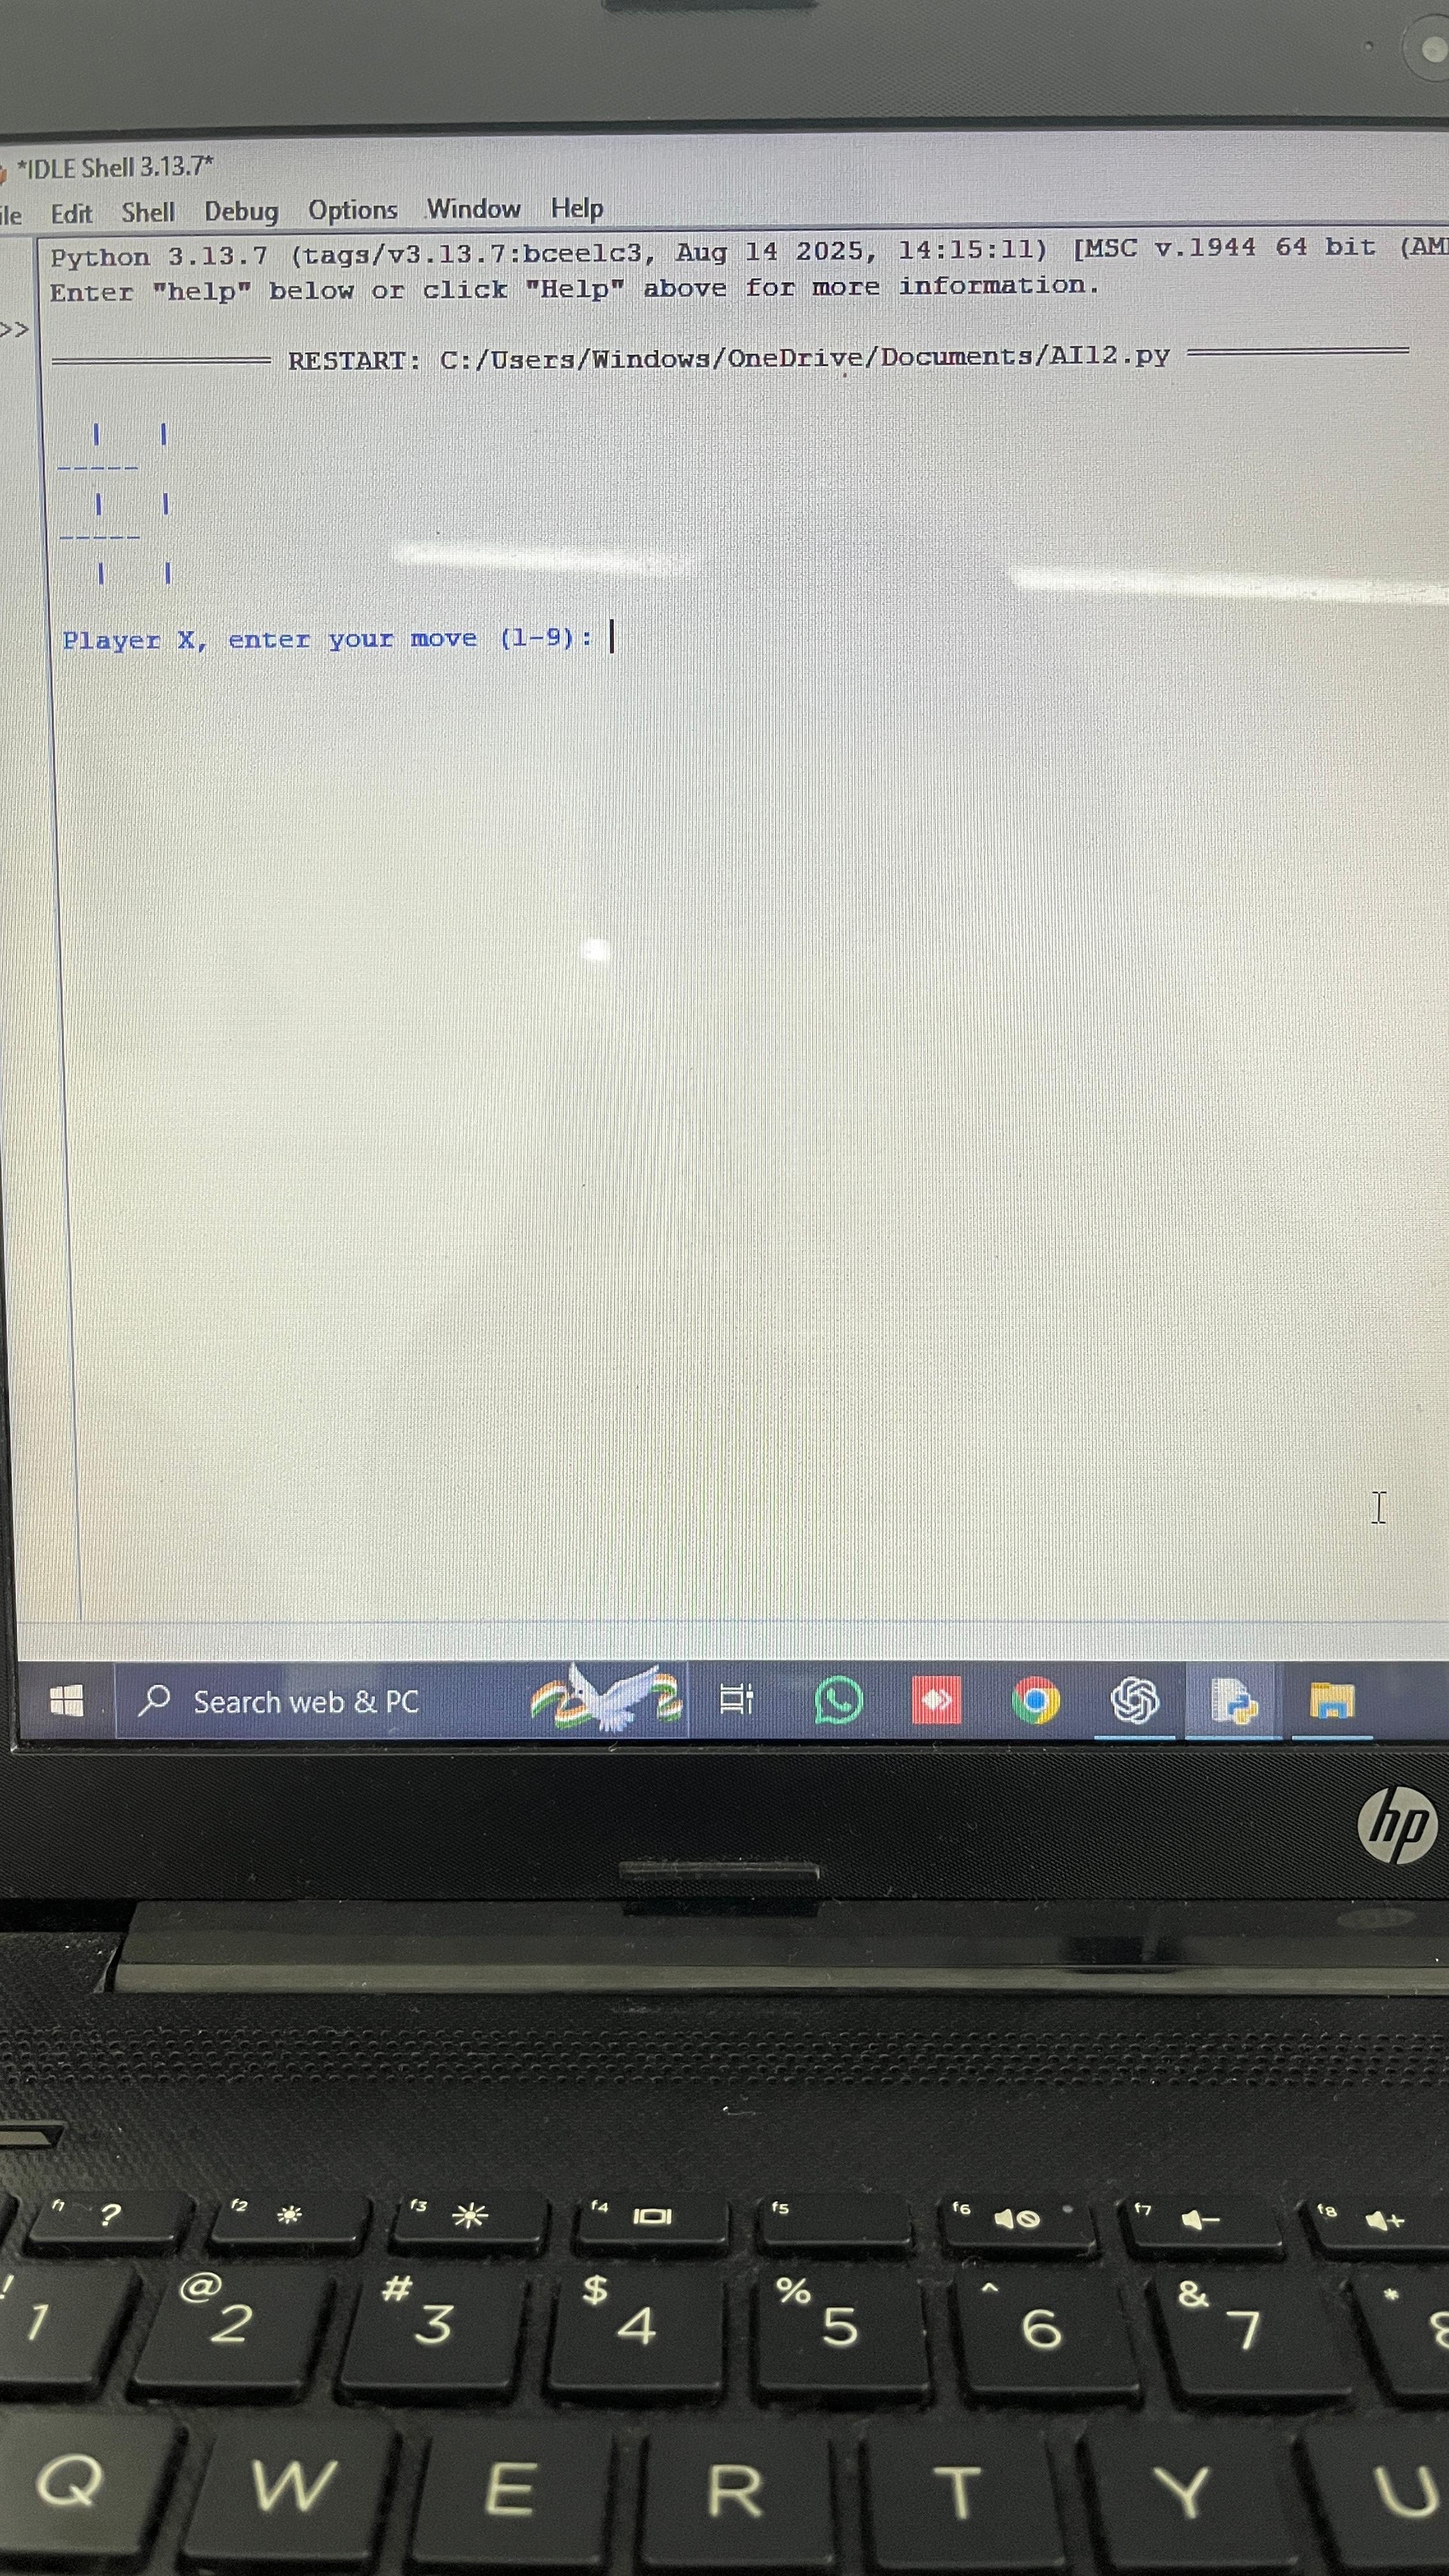 *IDLE Shell 3.13.7*
Edit Shell Debug Options Window Help
Python 3.13.7 (tags/v3.13.7:bcee1c3, Aug 14 2025, 14:15:11) [MSC v.1944 64 bit (AM
Enter "help" below or click "Help" above for more information.
>>
RESTART: C:/Users/Windows/OneDrive/Documents/AI12.py
| |
-----
| |
-----
| |
Player X, enter your move (1-9):
Search web & PC
hp
f1 ? f2 f3 f4 f5 f6 f7 f8
! 1 @ 2 # 3 $ 4 % 5 ^ 6 & 7 * 8
Q W E R T Y U